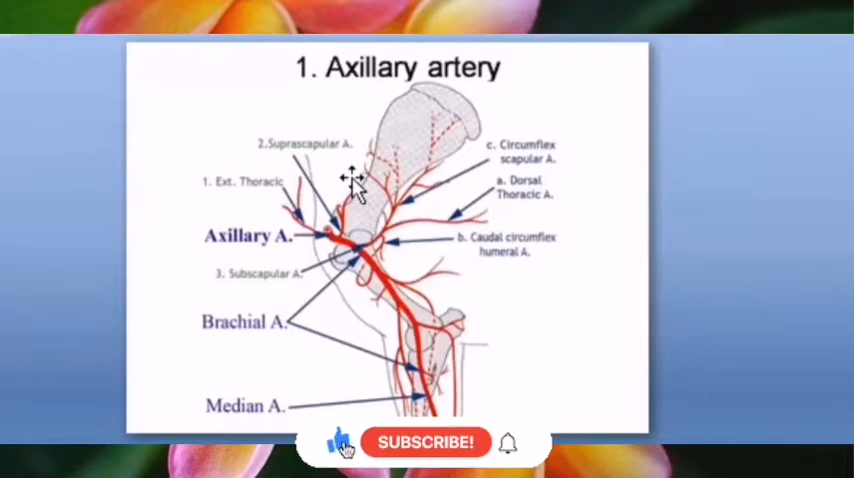 1. Axillary artery
2.Suprascapular A.
c. Circumflex
scapular A.
1. Ext. Thoracic
a. Dorsal
Thoracic A.
Axillary A.
b. Caudal circumflex
humeral A.
3. Subscapular A.
Brachial A.
Median A.
SUBSCRIBE!